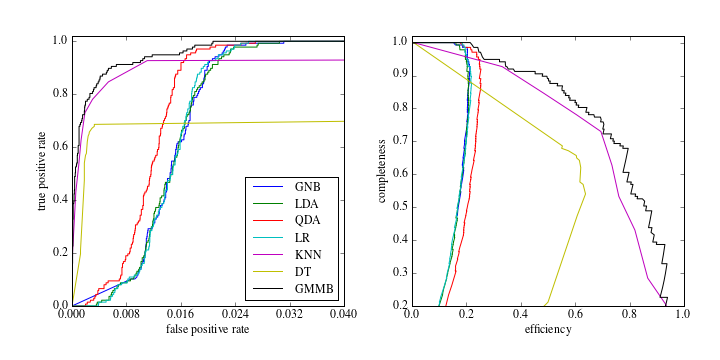 true positive rate
1.0
0.8
0.6
0.4
0.2
0.0
0.000 0.008 0.016 0.024 0.032 0.040
false positive rate
GNB
LDA
QDA
LR
KNN
DT
GMMB
completeness
1.0
0.9
0.8
0.7
0.6
0.5
0.4
0.3
0.2
0.0 0.2 0.4 0.6 0.8 1.0
efficiency